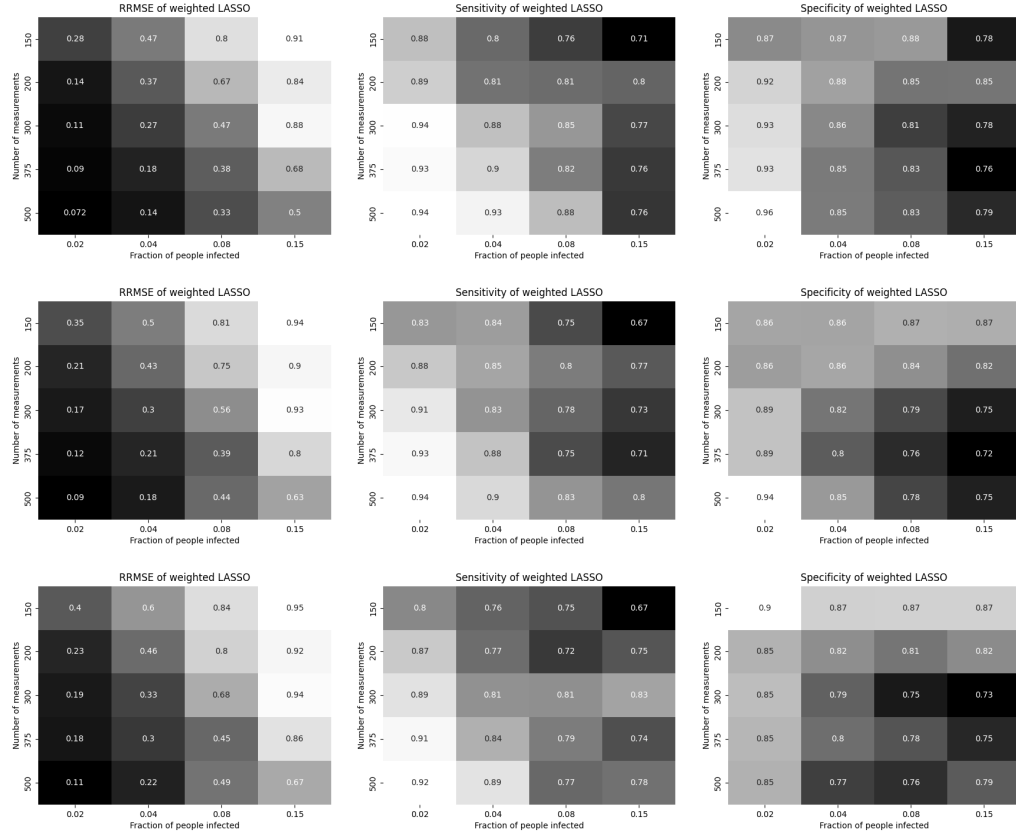 RRMSE of weighted LASSO
Number of measurements
150 0.28 0.47 0.8 0.91
200 0.14 0.37 0.67 0.84
300 0.11 0.27 0.47 0.88
375 0.09 0.18 0.38 0.68
500 0.072 0.14 0.33 0.5
0.02 0.04 0.08 0.15
Fraction of people infected
Sensitivity of weighted LASSO
Number of measurements
150 0.88 0.8 0.76 0.71
200 0.89 0.81 0.81 0.8
300 0.94 0.88 0.85 0.77
375 0.93 0.9 0.82 0.76
500 0.94 0.93 0.88 0.76
0.02 0.04 0.08 0.15
Fraction of people infected
Specificity of weighted LASSO
Number of measurements
150 0.87 0.87 0.88 0.78
200 0.92 0.88 0.85 0.85
300 0.93 0.86 0.81 0.78
375 0.93 0.85 0.83 0.76
500 0.96 0.85 0.83 0.79
0.02 0.04 0.08 0.15
Fraction of people infected
RRMSE of weighted LASSO
Number of measurements
150 0.35 0.5 0.81 0.94
200 0.21 0.43 0.75 0.9
300 0.17 0.3 0.56 0.93
375 0.12 0.21 0.39 0.8
500 0.09 0.18 0.44 0.63
0.02 0.04 0.08 0.15
Fraction of people infected
Sensitivity of weighted LASSO
Number of measurements
150 0.83 0.84 0.75 0.67
200 0.88 0.85 0.8 0.77
300 0.91 0.83 0.78 0.73
375 0.93 0.88 0.75 0.71
500 0.94 0.9 0.83 0.8
0.02 0.04 0.08 0.15
Fraction of people infected
Specificity of weighted LASSO
Number of measurements
150 0.86 0.86 0.87 0.87
200 0.86 0.86 0.84 0.82
300 0.89 0.82 0.79 0.75
375 0.89 0.8 0.76 0.72
500 0.94 0.85 0.78 0.75
0.02 0.04 0.08 0.15
Fraction of people infected
RRMSE of weighted LASSO
Number of measurements
150 0.4 0.6 0.84 0.95
200 0.23 0.46 0.8 0.92
300 0.19 0.33 0.68 0.94
375 0.18 0.3 0.45 0.86
500 0.11 0.22 0.49 0.67
0.02 0.04 0.08 0.15
Fraction of people infected
Sensitivity of weighted LASSO
Number of measurements
150 0.8 0.76 0.75 0.67
200 0.87 0.77 0.72 0.75
300 0.89 0.81 0.81 0.83
375 0.91 0.84 0.79 0.74
500 0.92 0.89 0.77 0.78
0.02 0.04 0.08 0.15
Fraction of people infected
Specificity of weighted LASSO
Number of measurements
150 0.9 0.87 0.87 0.87
200 0.85 0.82 0.81 0.82
300 0.85 0.79 0.75 0.73
375 0.85 0.8 0.78 0.75
500 0.85 0.77 0.76 0.79
0.02 0.04 0.08 0.15
Fraction of people infected